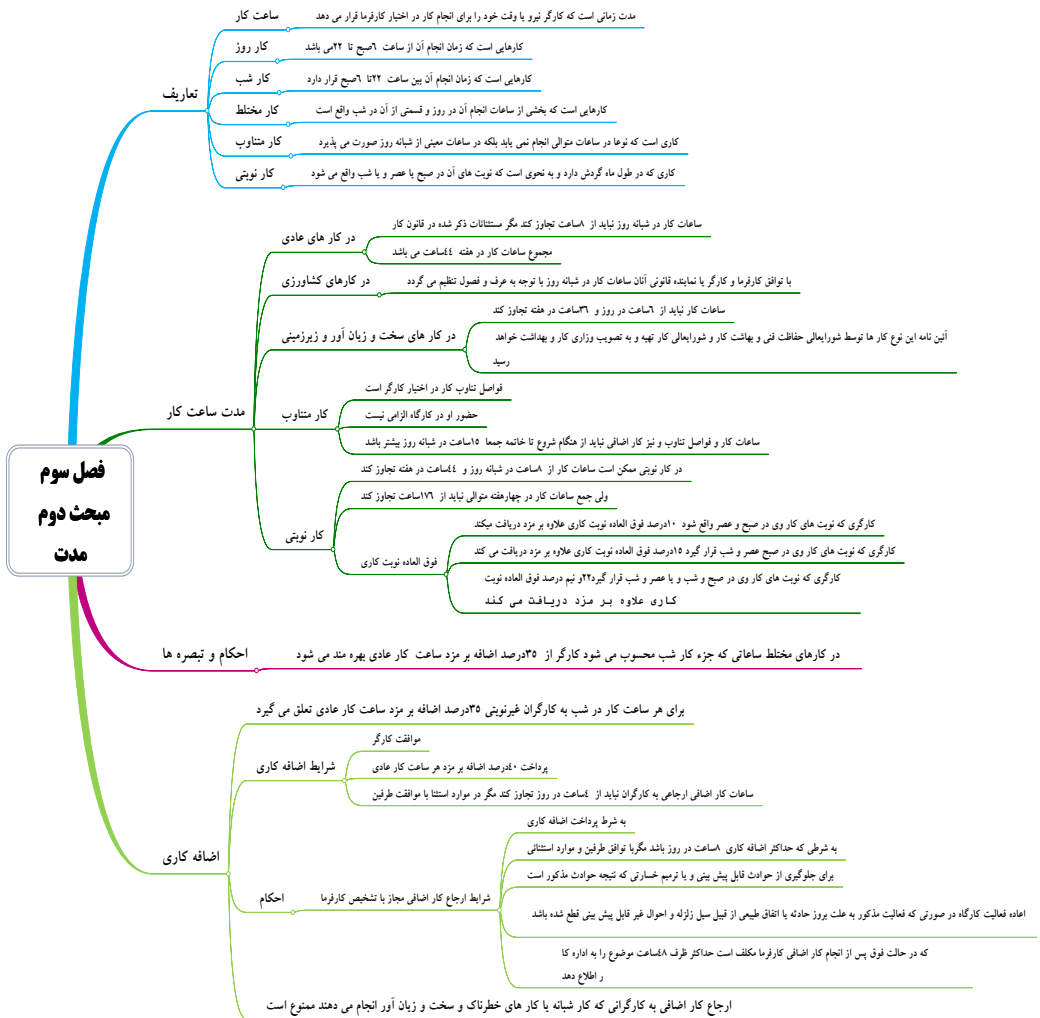 فصل سوم
مبحث دوم
مدت
تعاریف
ساعت کار
مدت زمانی است که کارگر نیرو یا وقت خود را برای انجام کار در اختیار کارفرما قرار می دهد
کار روز
کارهایی است که زمان انجام آن از ساعت ٦صبح تا ۲۲می باشد
کار شب
کارهایی است که زمان انجام آن بین ساعت ۲۲تا ٦صبح قرار دارد
کار مختلط
کارهایی است که بخشی از ساعات انجام آن در روز و قسمتی از آن در شب واقع است
کار متناوب
کاری است که نوعا در ساعات متوالی انجام نمی یابد بلکه در ساعات معینی از شبانه روز صورت می پذیرد
کار نوبتی
کاری که در طول ماه گردش دارد و به نحوی است که نوبت های آن در صبح یا عصر و یا شب واقع می شود
مدت ساعت کار
در کار های عادی
ساعات کار در شبانه روز نباید از ۸ساعت تجاوز کند مگر مستثنائات ذکر شده در قانون کار
مجموع ساعات کار در هفته ٤٤ساعت می باشد
در کارهای کشاورزی
با توافق کارفرما و کارگر یا نماینده قانونی آنان ساعات کار در شبانه روز با توجه به عرف و فصول تنظیم می گردد
در کار های سخت و زیان آور و زیرزمینی
ساعات کار نباید از ٦ساعت در روز و ۳٦ساعت در هفته تجاوز کند
آئین نامه این نوع کار ها توسط شورایعالی حفاظت فنی و بهاشت کار و شورایعالی کار تهیه و به تصویب وزاری کار و بهداشت خواهد
رسید
کار متناوب
فواصل تناوب کار در اختیار کارگر است
حضور او در کارگاه الزامی نیست
ساعات کار و فواصل تناوب و نیز کار اضافی نباید از هنگام شروع تا خاتمه جمعا ۱۵ساعت در شبانه روز بیشتر باشد
کار نوبتی
در کار نوبتی ممکن است ساعات کار از ۸ساعت در شبانه روز و ٤٤ساعت در هفته تجاوز کند
ولی جمع ساعات کار در چهارهفته متوالی نباید از ۱۷٦ساعت تجاوز کند
فوق العاده نوبت کاری
کارگری که نوبت های کار وی در صبح و عصر واقع شود ۱۰درصد فوق العاده نوبت کاری علاوه بر مزد دریافت میکند
کارگری که نوبت های کار وی در صبح عصر و شب قرار گیرد ۱۵درصد فوق العاده نوبت کاری علاوه بر مزد دریافت می کند
کارگری که نوبت های کار وی در صبح و شب و یا عصر و شب قرار گیرد۲۲و نیم درصد فوق العاده نوبت
کاری علاوه بر مزد دریافت می کند
احکام و تبصره ها
در کارهای مختلط ساعاتی که جزء کار شب محسوب می شود کارگر از ۳۵درصد اضافه بر مزد ساعت کار عادی بهره مند می شود
اضافه کاری
برای هر ساعت کار در شب به کارگران غیرنوبتی ۳۵درصد اضافه بر مزد ساعت کار عادی تعلق می گیرد
شرایط اضافه کاری
موافقت کارگر
پرداخت ٤۰درصد اضافه بر مزد هر ساعت کار عادی
ساعات کار اضافی ارجاعی به کارگران نباید از ٤ساعت در روز تجاوز کند مگر در موارد استثنا با موافقت طرفین
احکام
شرایط ارجاع کار اضافی مجاز با تشخیص کارفرما
به شرط پرداخت اضافه کاری
به شرطی که حداکثر اضافه کاری ۸ساعت در روز باشد مگربا توافق طرفین و موارد استثنائی
برای جلوگیری از حوادث قابل پیش بینی و یا ترمیم خسارتی که نتیجه حوادث مذکور است
اعاده فعالیت کارگاه در صورتی که فعالیت مذکور به علت بروز حادثه یا اتفاق طبیعی از قبیل سیل زلزله و احوال غیر قابل پیش بینی قطع شده باشد
که در حالت فوق پس از انجام کار اضافی کارفرما مکلف است حداکثر ظرف ٤۸ساعت موضوع را به اداره کا
ر اطلاع دهد
ارجاع کار اضافی به کارگرانی که کار شبانه یا کار های خطرناک و سخت و زیان آور انجام می دهند ممنوع است